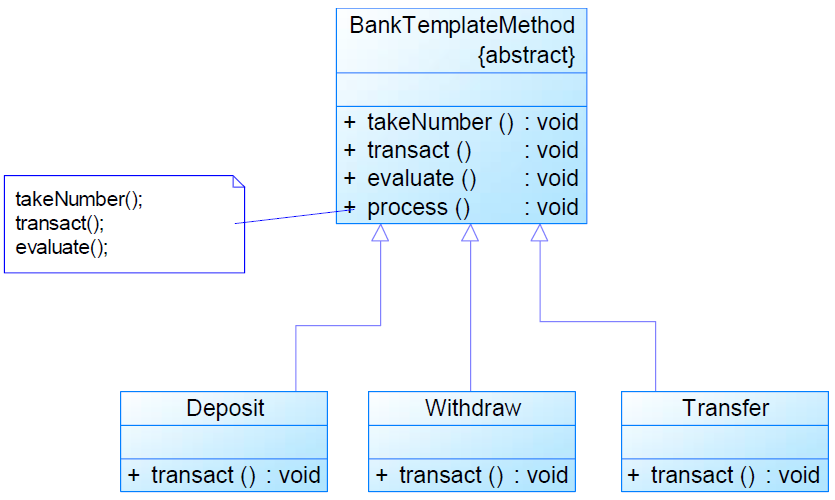 BankTemplateMethod
{abstract}
+ takeNumber () : void
+ transact () : void
+ evaluate () : void
+ process () : void
takeNumber();
transact();
evaluate();
Deposit
+ transact () : void
Withdraw
+ transact () : void
Transfer
+ transact () : void